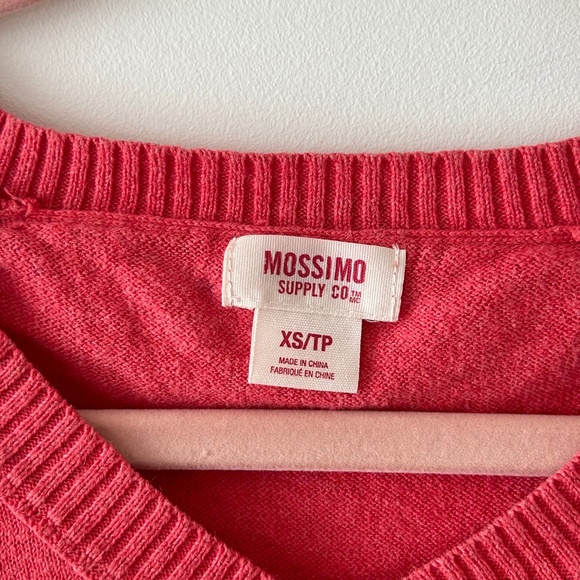 MOSSIMO
SUPPLY CO ™
MC
XS/TP
MADE IN CHINA
FABRIQUÉ EN CHINE